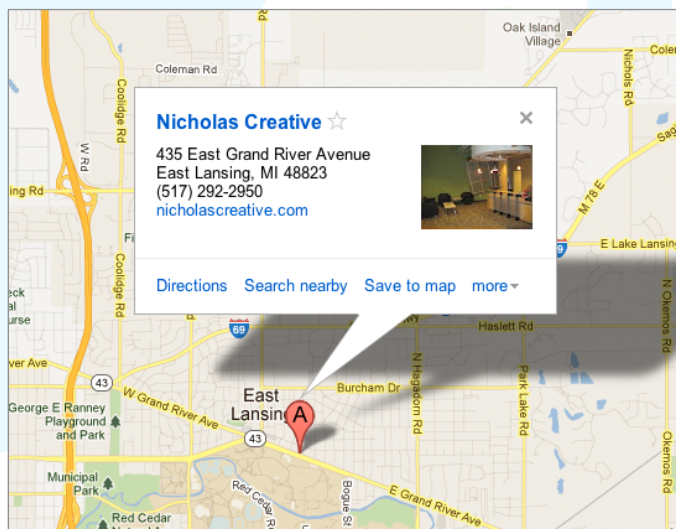 Oak Island
Village
Coleman Rd
Coolidge Rd
W Rd
Nichols Rd
Nicholas Creative
435 East Grand River Avenue
East Lansing, MI 48823
(517) 292-2950
nicholascreative.com
Directions Search nearby Save to map more
M 78 E
E Lake Lansing
Coolidge Rd
69
Haslett Rd
N Okemos Rd
N Hagadorn Rd
Park Lake Rd
Burcham Dr
43
W Grand River Ave
East
Lansing
A
George E Ranney
Playground
and Park
43
Okemos Rd
Municipal
Park
E Grand River Ave
Bogue St
Red Cedar Rd
Red Cedar